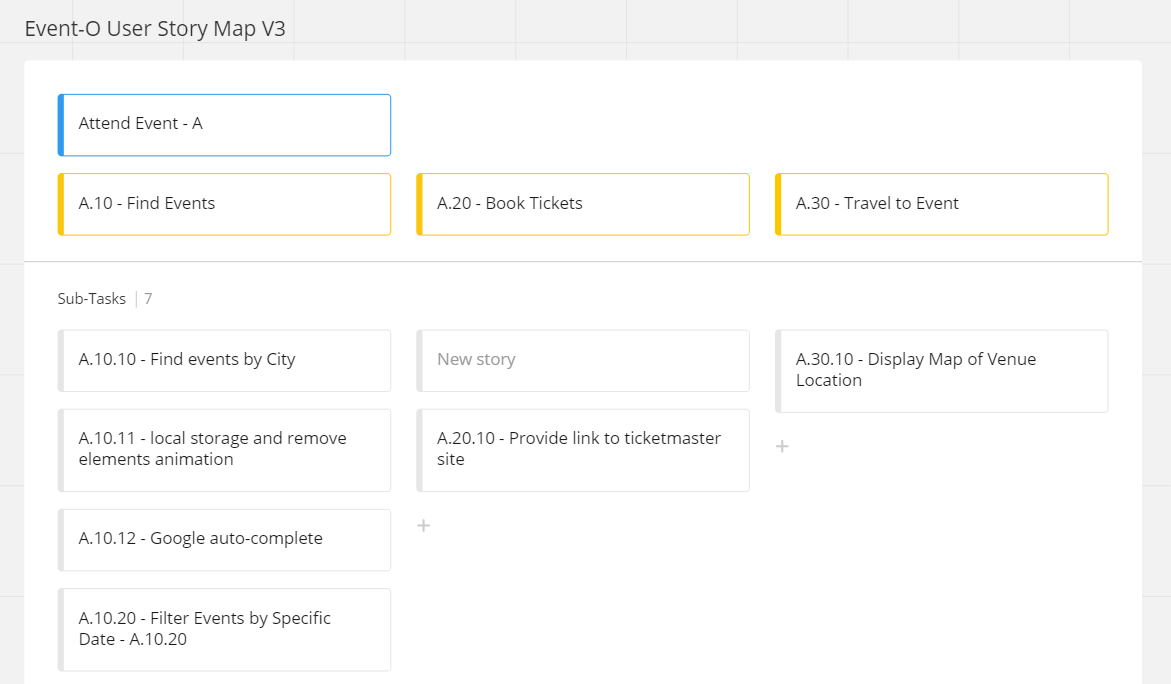 Event-O User Story Map V3
Attend Event - A
A.10 - Find Events
A.20 - Book Tickets
A.30 - Travel to Event
Sub-Tasks | 7
A.10.10 - Find events by City
New story
A.30.10 - Display Map of Venue
Location
A.10.11 - local storage and remove
elements animation
A.20.10 - Provide link to ticketmaster
site
A.10.12 - Google auto-complete
A.10.20 - Filter Events by Specific
Date - A.10.20